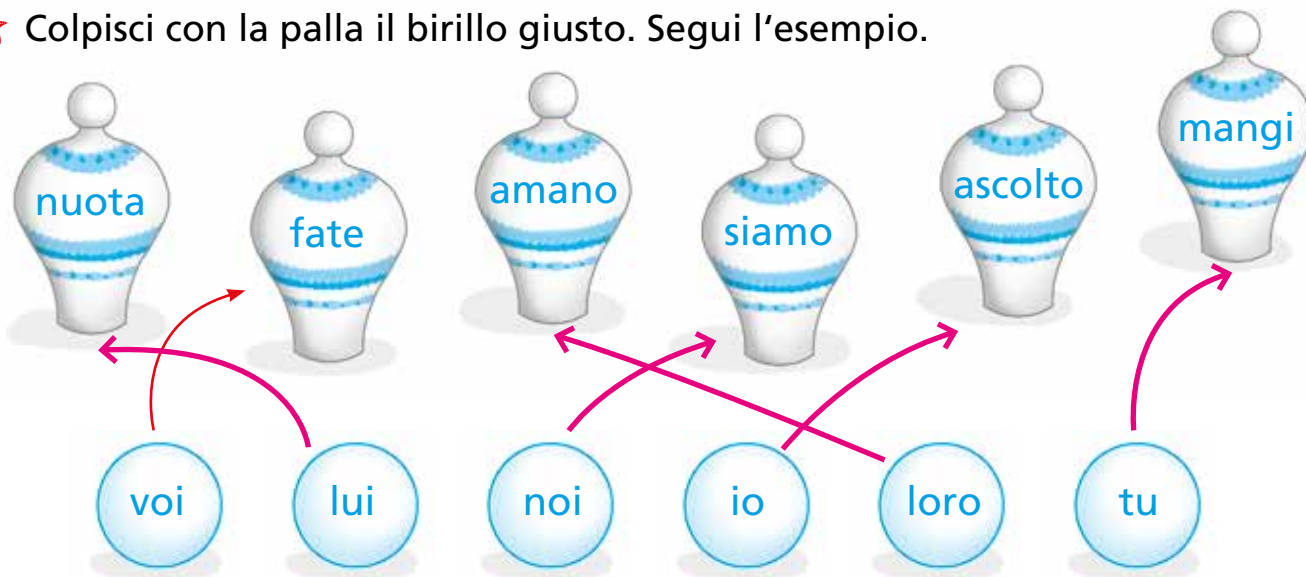 Colpisci con la palla il birillo giusto. Segui l‘esempio.
nuota
fate
amano
siamo
ascolto
mangi
voi
lui
noi
io
loro
tu